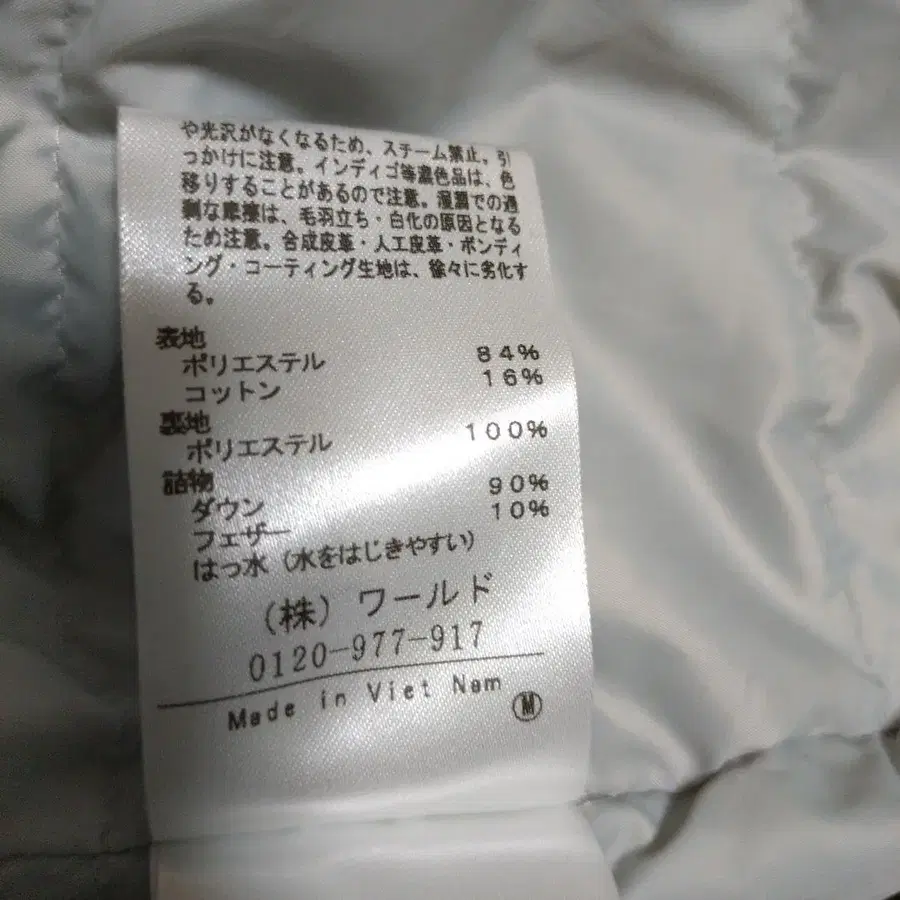 や光沢がなくなるため、スチーム禁止。引
っかけに注意。インディゴ等濃色品は、色
移りすることがあるので注意。湿潤での過
剰な摩擦は、毛羽立ち・白化の原因となる
ため注意。合成皮革・人工皮革・ボンディ
ング・コーティング生地は、徐々に劣化す
る。
表地
ポリエステル 84%
コットン 16%
裏地
ポリエステル 100%
詰物
ダウン 90%
フェザー 10%
はっ水（水をはじきやすい）
（株）ワールド
0120-977-917
Made in Viet Nam
Ⓜ